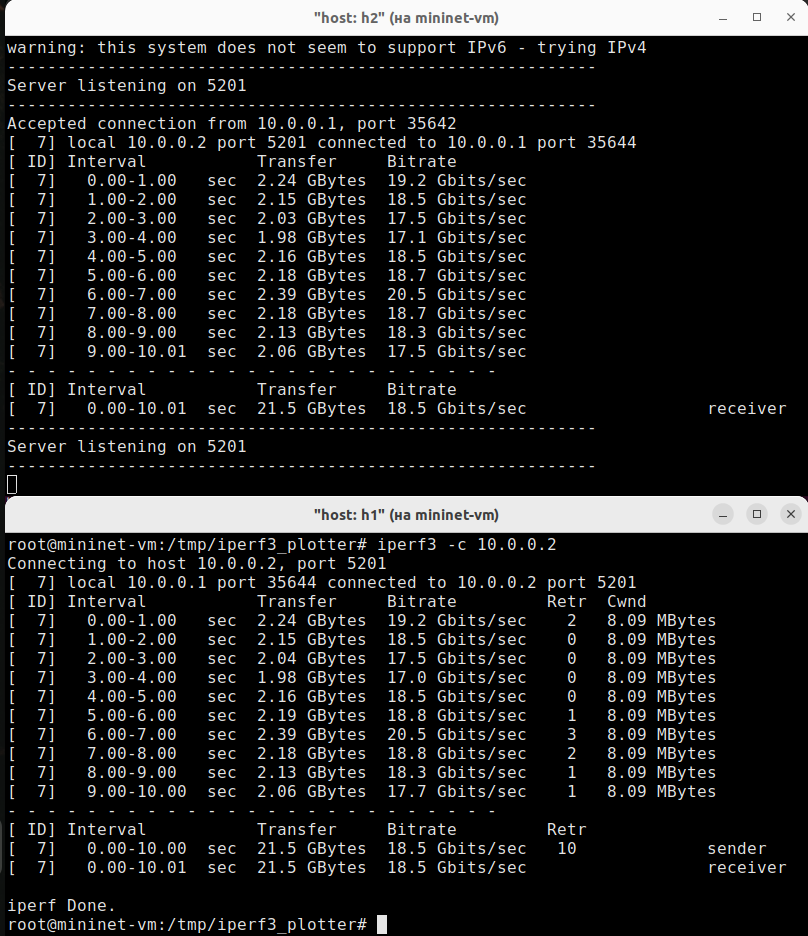 "host: h2" (на mininet-vm)
warning: this system does not seem to support IPv6 - trying IPv4
-----------------------------------------------------------
Server listening on 5201
-----------------------------------------------------------
Accepted connection from 10.0.0.1, port 35642
[  7] local 10.0.0.2 port 5201 connected to 10.0.0.1 port 35644
[ ID] Interval           Transfer     Bitrate
[  7]   0.00-1.00   sec  2.24 GBytes  19.2 Gbits/sec
[  7]   1.00-2.00   sec  2.15 GBytes  18.5 Gbits/sec
[  7]   2.00-3.00   sec  2.03 GBytes  17.5 Gbits/sec
[  7]   3.00-4.00   sec  1.98 GBytes  17.1 Gbits/sec
[  7]   4.00-5.00   sec  2.16 GBytes  18.5 Gbits/sec
[  7]   5.00-6.00   sec  2.18 GBytes  18.7 Gbits/sec
[  7]   6.00-7.00   sec  2.39 GBytes  20.5 Gbits/sec
[  7]   7.00-8.00   sec  2.18 GBytes  18.7 Gbits/sec
[  7]   8.00-9.00   sec  2.13 GBytes  18.3 Gbits/sec
[  7]   9.00-10.01  sec  2.06 GBytes  17.5 Gbits/sec
- - - - - - - - - - - - - - - - - - - - - - - - -
[ ID] Interval           Transfer     Bitrate
[  7]   0.00-10.01  sec  21.5 GBytes  18.5 Gbits/sec                  receiver
-----------------------------------------------------------
Server listening on 5201
-----------------------------------------------------------
"host: h1" (на mininet-vm)
root@mininet-vm:/tmp/iperf3_plotter# iperf3 -c 10.0.0.2
Connecting to host 10.0.0.2, port 5201
[  7] local 10.0.0.1 port 35644 connected to 10.0.0.2 port 5201
[ ID] Interval           Transfer     Bitrate         Retr  Cwnd
[  7]   0.00-1.00   sec  2.24 GBytes  19.2 Gbits/sec    2   8.09 MBytes
[  7]   1.00-2.00   sec  2.15 GBytes  18.5 Gbits/sec    0   8.09 MBytes
[  7]   2.00-3.00   sec  2.04 GBytes  17.5 Gbits/sec    0   8.09 MBytes
[  7]   3.00-4.00   sec  1.98 GBytes  17.0 Gbits/sec    0   8.09 MBytes
[  7]   4.00-5.00   sec  2.16 GBytes  18.5 Gbits/sec    0   8.09 MBytes
[  7]   5.00-6.00   sec  2.19 GBytes  18.8 Gbits/sec    1   8.09 MBytes
[  7]   6.00-7.00   sec  2.39 GBytes  20.5 Gbits/sec    3   8.09 MBytes
[  7]   7.00-8.00   sec  2.18 GBytes  18.8 Gbits/sec    2   8.09 MBytes
[  7]   8.00-9.00   sec  2.13 GBytes  18.3 Gbits/sec    1   8.09 MBytes
[  7]   9.00-10.00  sec  2.06 GBytes  17.7 Gbits/sec    1   8.09 MBytes
- - - - - - - - - - - - - - - - - - - - - - - - -
[ ID] Interval           Transfer     Bitrate         Retr
[  7]   0.00-10.00  sec  21.5 GBytes  18.5 Gbits/sec   10             sender
[  7]   0.00-10.01  sec  21.5 GBytes  18.5 Gbits/sec                  receiver
iperf Done.
root@mininet-vm:/tmp/iperf3_plotter#